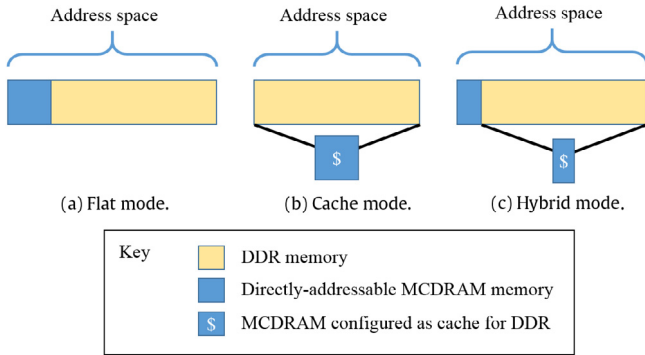 Address space
Address space
Address space
$
$
(a) Flat mode.
(b) Cache mode.
(c) Hybrid mode.
Key
DDR memory
Directly-addressable MCDRAM memory
$
MCDRAM configured as cache for DDR